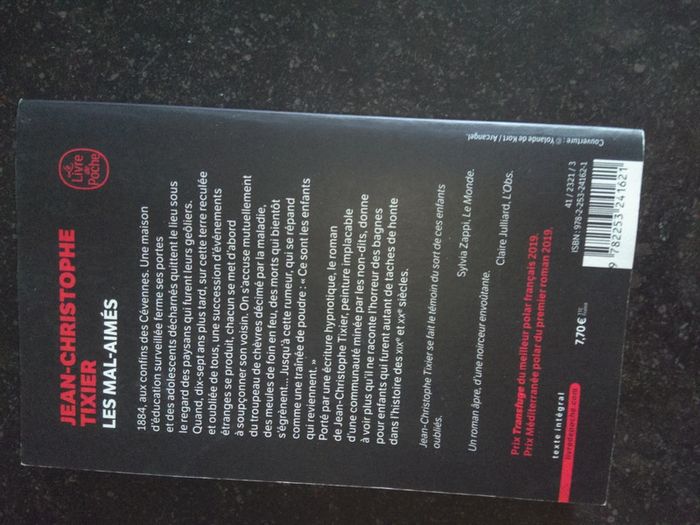 Le
Livre
de
Poche
JEAN-CHRISTOPHE
TIXIER
LES MAL-AIMÉS
1884, aux confins des Cévennes. Une maison
d'éducation surveillée ferme ses portes
et des adolescents décharnés quittent le lieu sous
le regard des paysans qui furent leurs geôliers.
Quand, dix-sept ans plus tard, sur cette terre reculée
et oubliée de tous, une succession d'événements
étranges se produit, chacun se met d'abord
à soupçonner son voisin. On s'accuse mutuellement
du troupeau de chèvres décimé par la maladie,
des meules de foin en feu, des morts qui bientôt
s'égrènent… Jusqu'à cette rumeur, qui se répand
comme une traînée de poudre : « Ce sont les enfants
qui reviennent. »
Porté par une écriture hypnotique, le roman
de Jean-Christophe Tixier, peinture implacable
d'une communauté minée par les non-dits, donne
à voir plus qu'il ne raconte l'horreur des bagnes
pour enfants qui furent autant de taches de honte
dans l'histoire des XIXe et XXe siècles.
Jean-Christophe Tixier se fait le témoin du sort de ces enfants
oubliés.
Sylvia Zappi, Le Monde.
Un roman âpre, d'une noirceur envoûtante.
Claire Julliard, L'Obs.
Prix Transfuge du meilleur polar français 2019.
Prix Méditerranée polar du premier roman 2019.
texte intégral
livredepoche.com
7,70 €
Couverture : © Yolande de Kort / Arcangel.
41 / 2321 / 3
ISBN : 978-2-253-24162-1
9 782253 241621